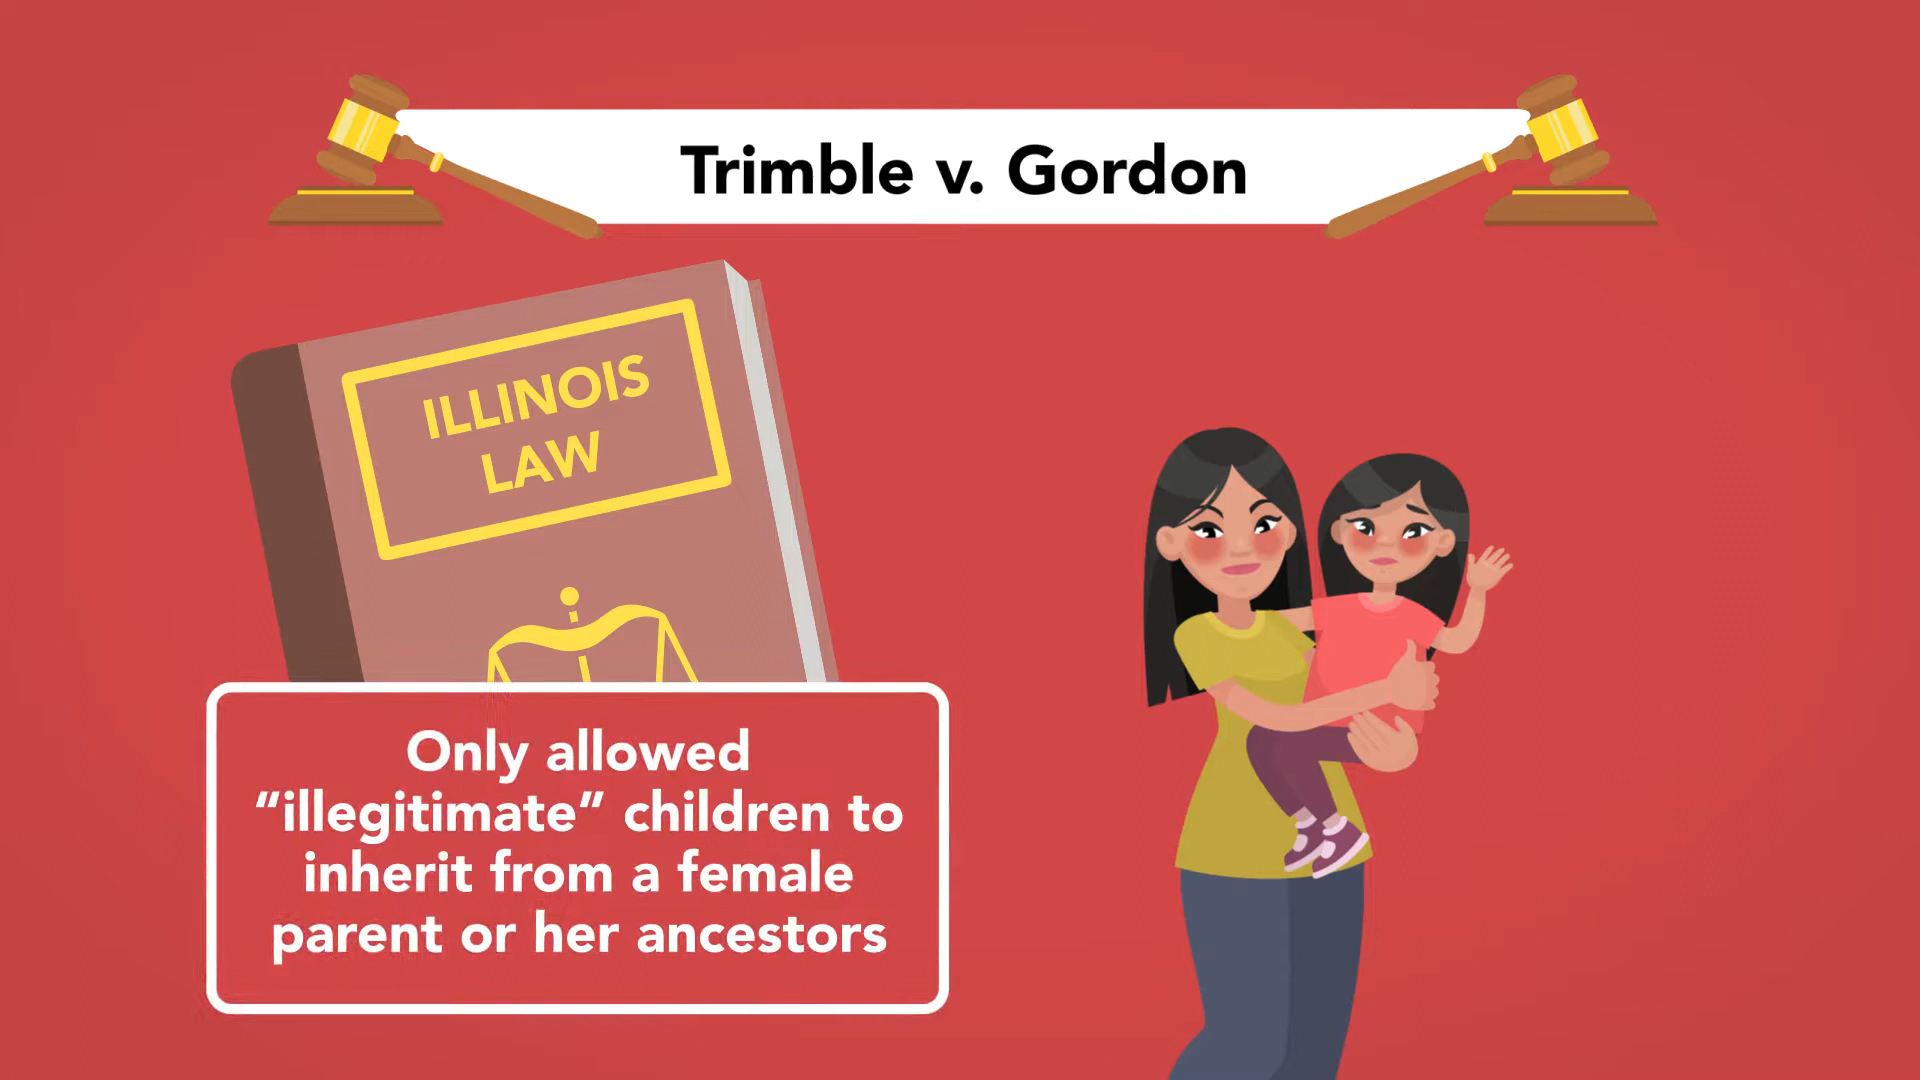 Trimble v. Gordon
ILLINOIS
LAW
Only allowed
“illegitimate” children to
inherit from a female
parent or her ancestors